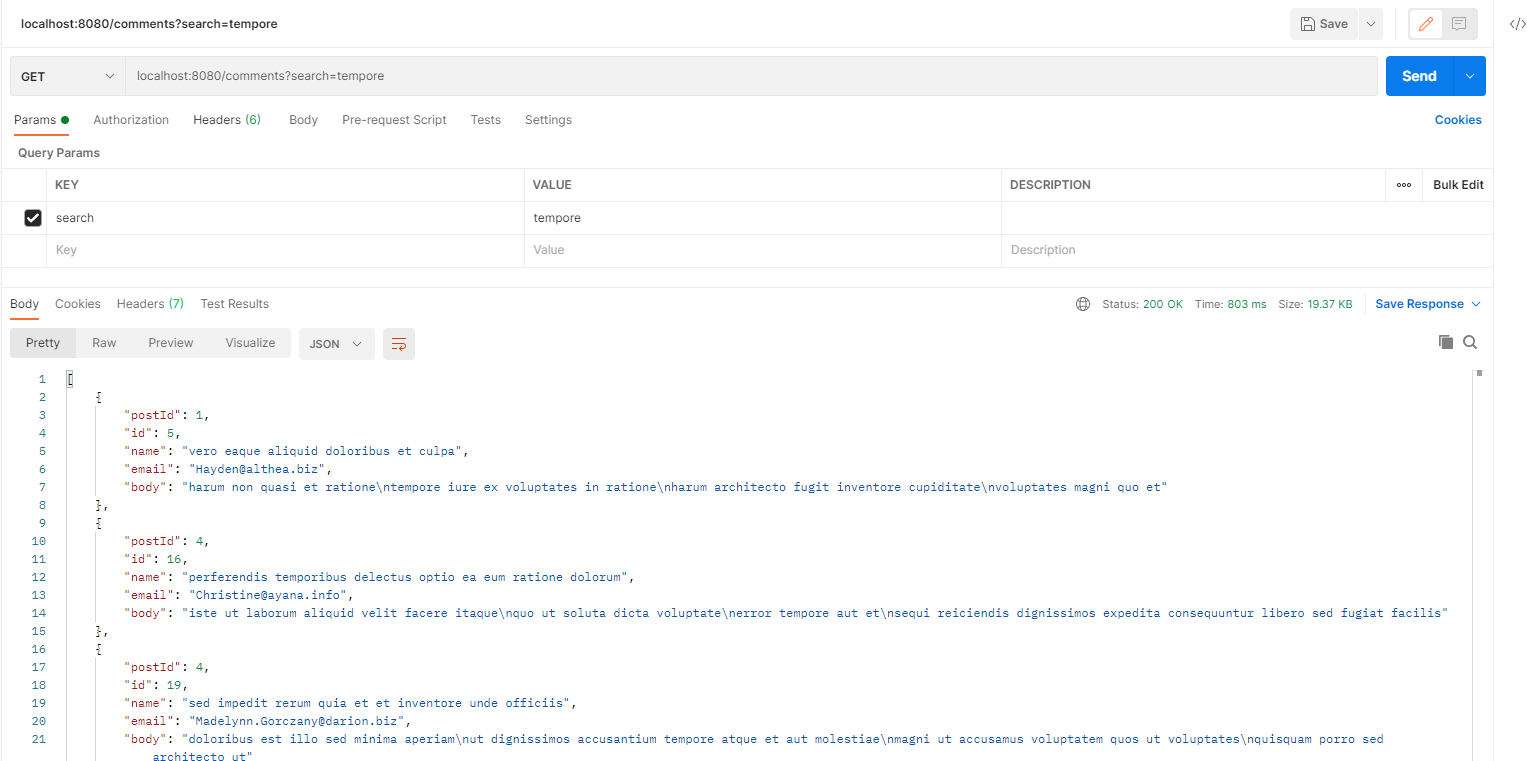 localhost:8080/comments?search=tempore
Save
</>
GET
localhost:8080/comments?search=tempore
Send
Params
Authorization
Headers (6)
Body
Pre-request Script
Tests
Settings
Cookies
Query Params
KEY
VALUE
DESCRIPTION
ooo
Bulk Edit
search
tempore
Key
Value
Description
Body
Cookies
Headers (7)
Test Results
Status: 200 OK
Time: 803 ms
Size: 19.37 KB
Save Response
Pretty
Raw
Preview
Visualize
JSON
1 [
2 {
3 "postId": 1,
4 "id": 5,
5 "name": "vero eaque aliquid doloribus et culpa",
6 "email": "Hayden@althea.biz",
7 "body": "harum non quasi et ratione\ntempore iure ex voluptates in ratione\nharum architecto fugit inventore cupiditate\nvoluptates magni quo et"
8 },
9 {
10 "postId": 4,
11 "id": 16,
12 "name": "perferendis temporibus delectus optio ea eum ratione dolorum",
13 "email": "Christine@ayana.info",
14 "body": "iste ut laborum aliquid velit facere itaque\nquo ut soluta dicta voluptate\nerror tempore aut et\nsequi reiciendis dignissimos expedita consequuntur libero sed fugiat facilis"
15 },
16 {
17 "postId": 4,
18 "id": 19,
19 "name": "sed impedit rerum quia et et inventore unde officiis",
20 "email": "Madelynn.Gorczany@darion.biz",
21 "body": "doloribus est illo sed minima aperiam\nut dignissimos accusantium tempore atque et aut molestiae\nmagni ut accusamus voluptatem quos ut voluptates\nquisquam porro sed
architecto ut"